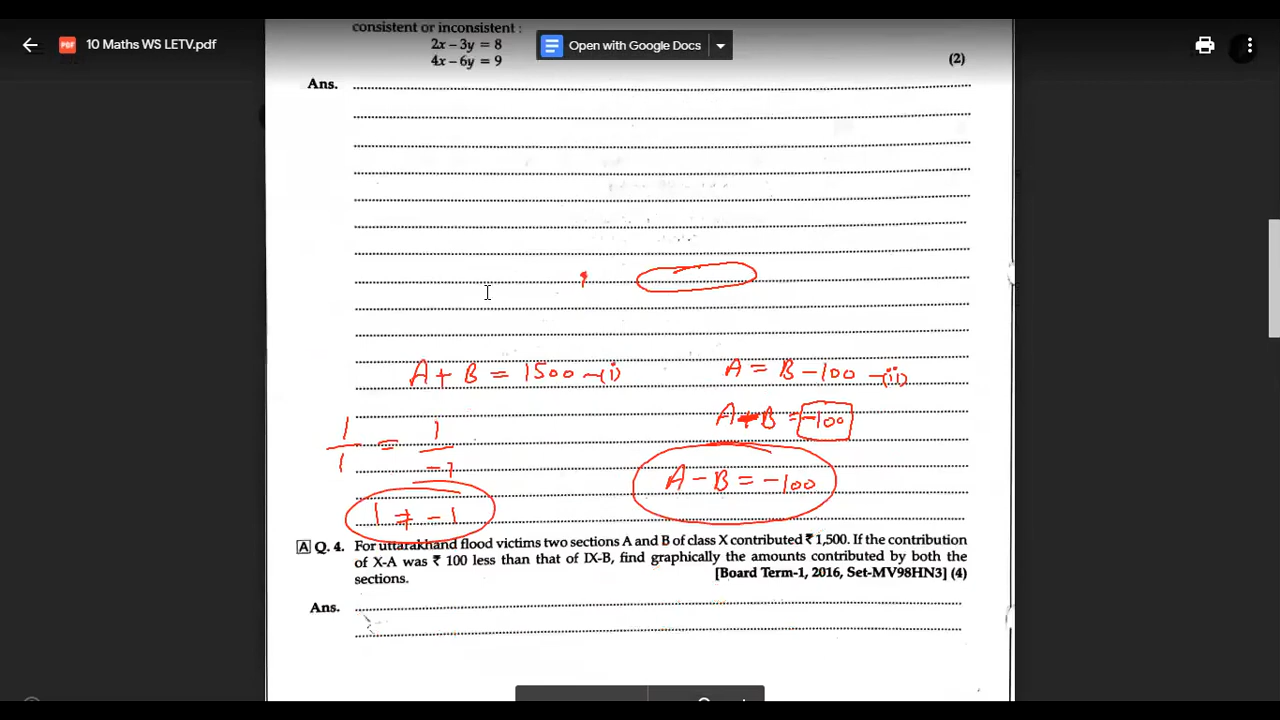 10 Maths WS LETV.pdf
Open with Google Docs
consistent or inconsistent :
2x – 3y = 8
4x – 6y = 9
(2)
Ans.
A + B = 1500 –(i)
A = B – 100 –(ii)
A – B = –100
1/1 = 1/–1
A – B = –100
1 ≠ –1
A Q. 4. For uttarakhand flood victims two sections A and B of class X contributed ₹ 1,500. If the contribution
of X-A was ₹ 100 less than that of IX-B, find graphically the amounts contributed by both the
sections. [Board Term-1, 2016, Set-MV98HN3] (4)
Ans.